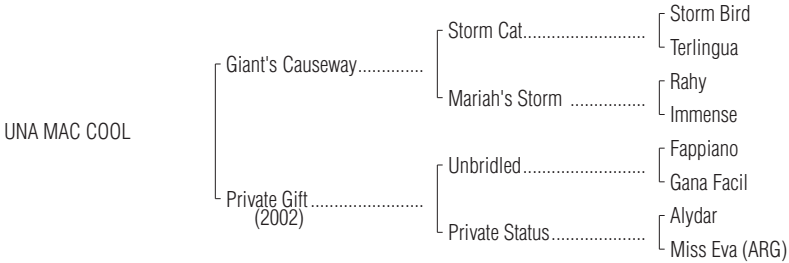 Storm Bird
Storm Cat..........................
Terlingua
Giant's Causeway..............
Rahy
Mariah's Storm ................
Immense
UNA MAC COOL
Fappiano
Unbridled..........................
Gana Facil
Private Gift........................
(2002)
Alydar
Private Status....................
Miss Eva (ARG)